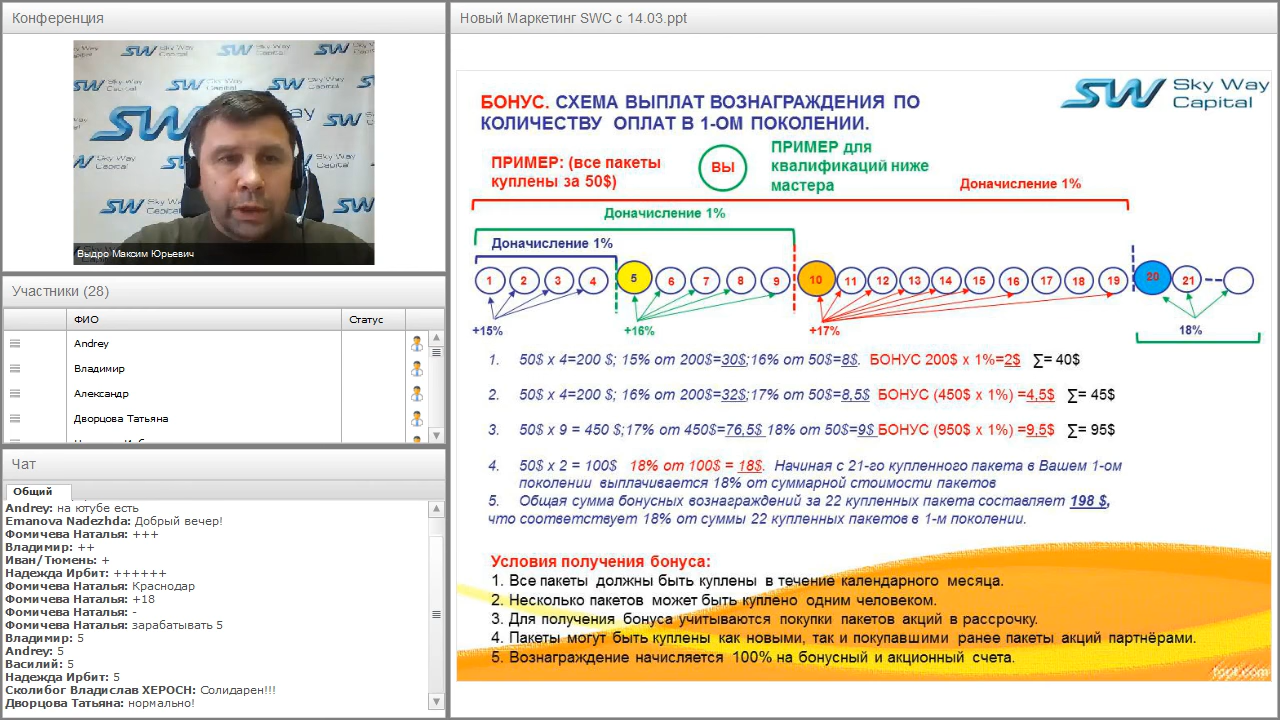 Конференция
SW
Sky Way
Capital
Выдро Максим Юрьевич
Участники (28)
ФИО
Статус
Andrey
Владимир
Александр
Дворцова Татьяна
Чат
Общий
Andrey: на ютубе есть
Emanova Nadezhda: Добрый вечер!
Фомичева Наталья: +++
Владимир: ++
Иван/Тюмень: +
Надежда Ирбит: ++++++
Фомичева Наталья: Краснодар
Фомичева Наталья: +18
Фомичева Наталья: -
Фомичева Наталья: зарабатывать 5
Владимир: 5
Andrey: 5
Василий: 5
Надежда Ирбит: 5
Сколибог Владислав ХЕРОСН: Солидарен!!!
Дворцова Татьяна: нормально!
Новый Маркетинг SWC с 14.03.ppt
SW Sky Way
Capital
БОНУС. СХЕМА ВЫПЛАТ ВОЗНАГРАЖДЕНИЯ ПО
КОЛИЧЕСТВУ ОПЛАТ В 1-ОМ ПОКОЛЕНИИ.
ПРИМЕР: (все пакеты
куплены за 50$)
ВЫ
ПРИМЕР для
квалификаций ниже
мастера
Доначисление 1%
Доначисление 1%
Доначисление 1%
1 2 3 4 5 6 7 8 9 10 11 12 13 14 15 16 17 18 19 20 21
+15% +16% +17% 18%
1. 50$ x 4=200 $; 15% от 200$=30$;16% от 50$=8$. БОНУС 200$ x 1%=2$ ∑= 40$
2. 50$ x 4=200 $; 16% от 200$=32$;17% от 50$=8,5$ БОНУС (450$ x 1%) =4,5$ ∑= 45$
3. 50$ x 9 = 450 $;17% от 450$=76,5$ 18% от 50$=9$ БОНУС (950$ x 1%) =9,5$ ∑= 95$
4. 50$ x 2 = 100$ 18% от 100$ = 18$. Начиная с 21-го купленного пакета в Вашем 1-ом
поколении выплачивается 18% от суммарной стоимости пакетов
5. Общая сумма бонусных вознаграждений за 22 купленных пакета составляет 198 $,
что соответствует 18% от суммы 22 купленных пакетов в 1-м поколении.
Условия получения бонуса:
1. Все пакеты должны быть куплены в течение календарного месяца.
2. Несколько пакетов может быть куплено одним человеком.
3. Для получения бонуса учитываются покупки пакетов акций в рассрочку.
4. Пакеты могут быть куплены как новыми, так и покупавшими ранее пакеты акций партнёрами.
5. Вознаграждение начисляется 100% на бонусный и акционный счета.